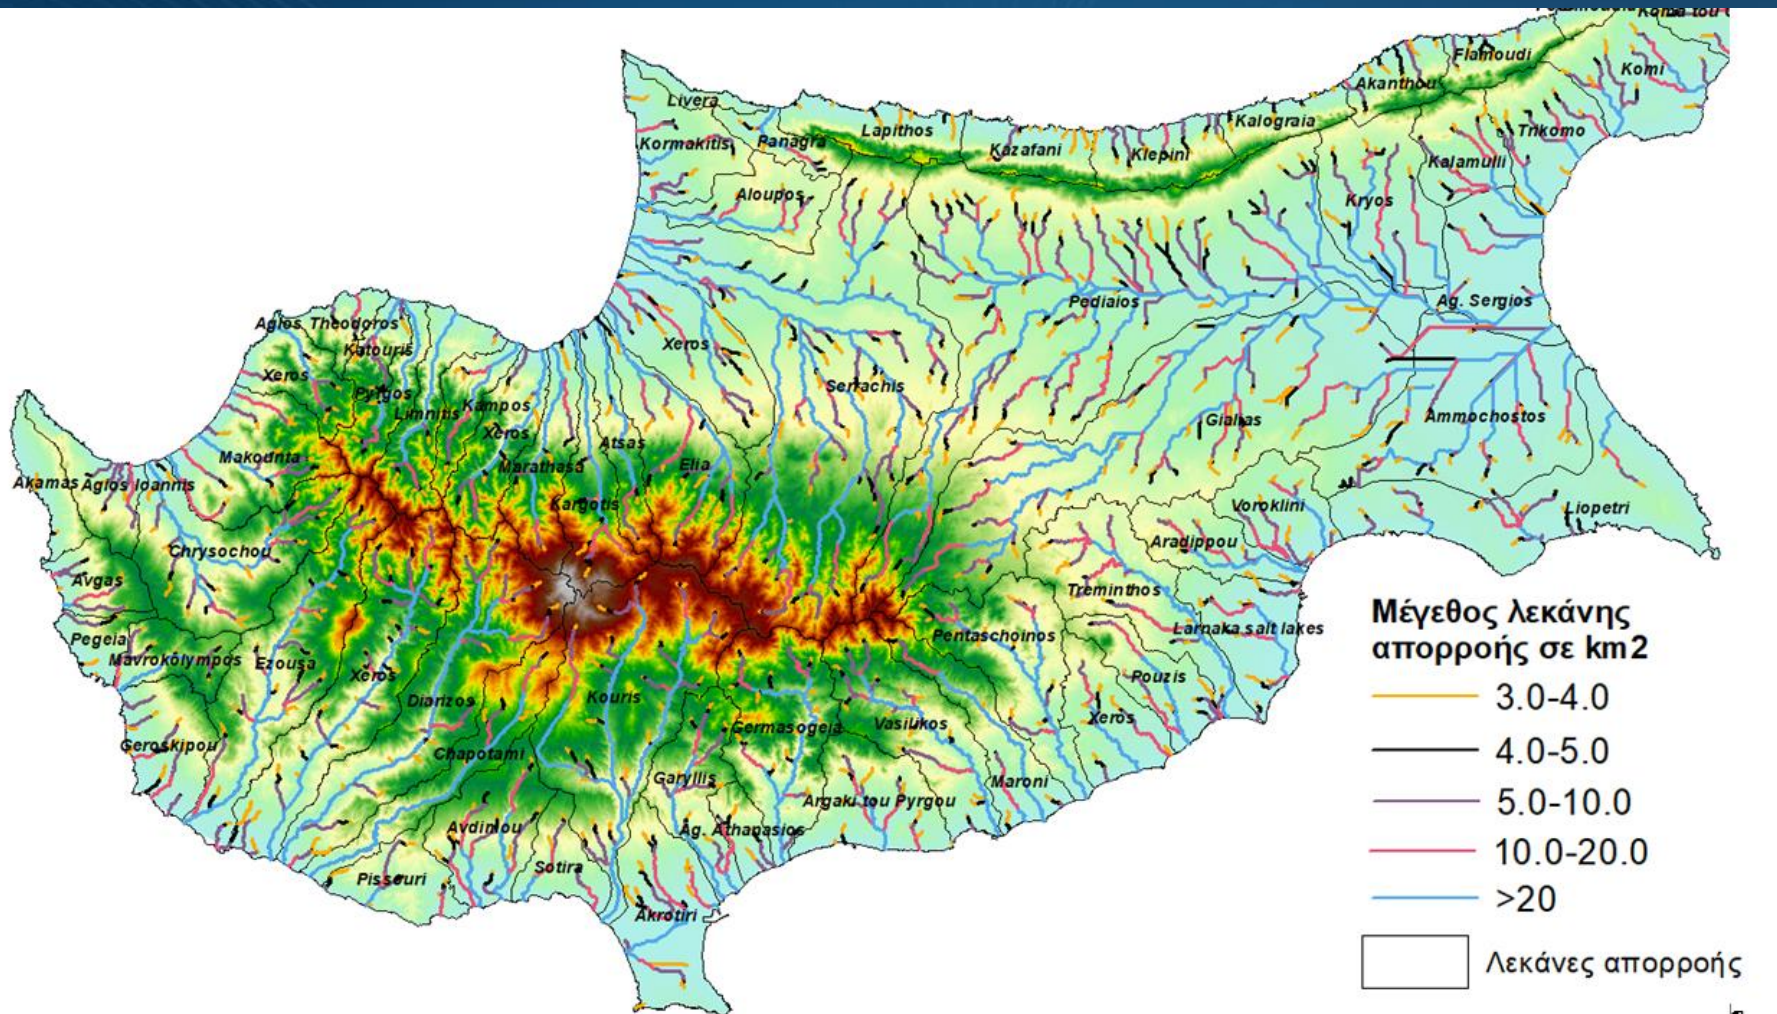 Flamoudi
Komi
Akanthou
Livera
Kalograia
Lapithos
Trikomo
Kormakitis
Panagra
Kazafani
Klepini
Kalamulli
Aloupos
Kryos
Pediaios
Ag. Sergios
Agios Theodoros
Katouris
Xeros
Xeros
Pyrgos
Serrachis
Limnitis
Kampos
Gialias
Ammochostos
Xeros
Atsas
Makounta
Marathasa
Elia
Akamas
Agios Ioannis
Kargotis
Voroklini
Liopetri
Chrysochou
Aradippou
Avgas
Treminthos
Pegeia
Pentaschoinos
Larnaka salt lakes
Mavrokolympos
Ezousa
Xeros
Pouzis
Diarizos
Kouris
Xeros
Germasogeia
Vasilikos
Geroskipou
Chapotami
Garyllis
Maroni
Argaki tou Pyrgou
Avdimou
Ag. Athanasios
Pissouri
Sotira
Akrotiri
Μέγεθος λεκάνης
απορροής σε km2
3.0-4.0
4.0-5.0
5.0-10.0
10.0-20.0
>20
Λεκάνες απορροής